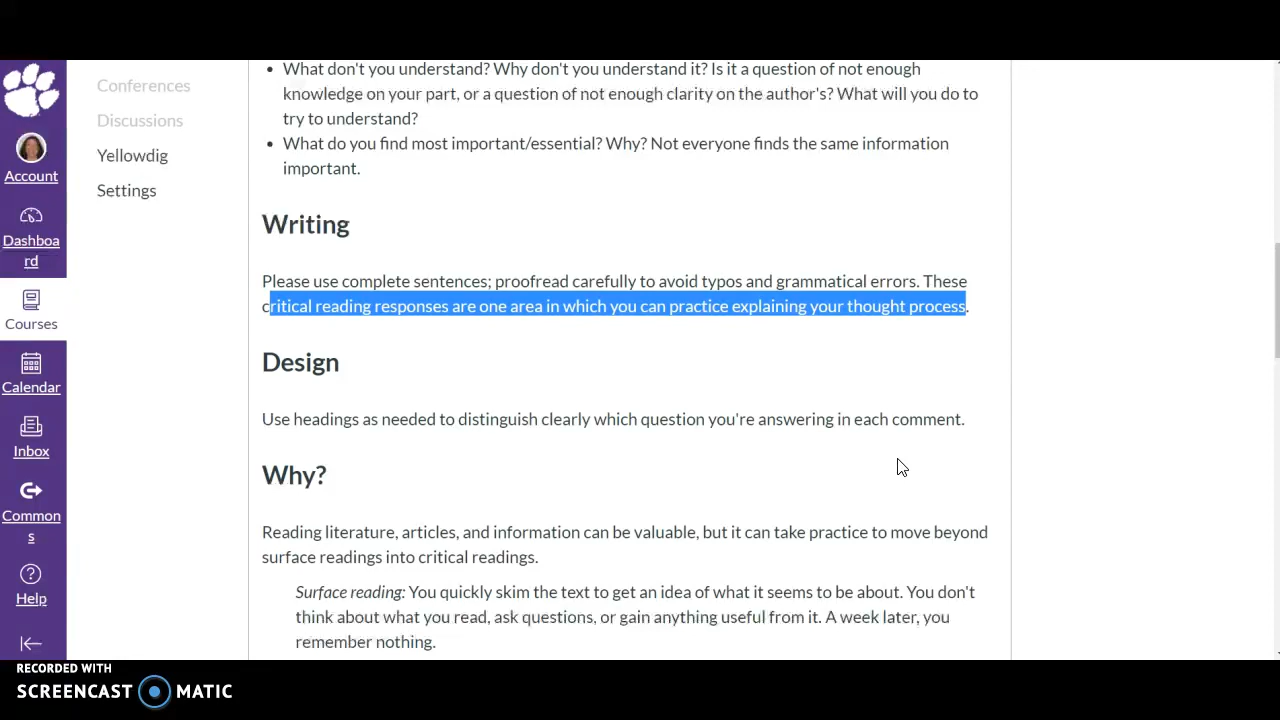 Conferences
Discussions
Yellowdig
Settings
Account
Dashboa
rd
Courses
Calendar
Inbox
Common
s
Help
• What don't you understand? Why don't you understand it? Is it a question of not enough
knowledge on your part, or a question of not enough clarity on the author's? What will you do to
try to understand?
• What do you find most important/essential? Why? Not everyone finds the same information
important.
Writing
Please use complete sentences; proofread carefully to avoid typos and grammatical errors. These
critical reading responses are one area in which you can practice explaining your thought process.
Design
Use headings as needed to distinguish clearly which question you're answering in each comment.
Why?
Reading literature, articles, and information can be valuable, but it can take practice to move beyond
surface readings into critical readings.
Surface reading: You quickly skim the text to get an idea of what it seems to be about. You don't
think about what you read, ask questions, or gain anything useful from it. A week later, you
remember nothing.
RECORDED WITH
SCREENCAST MATIC